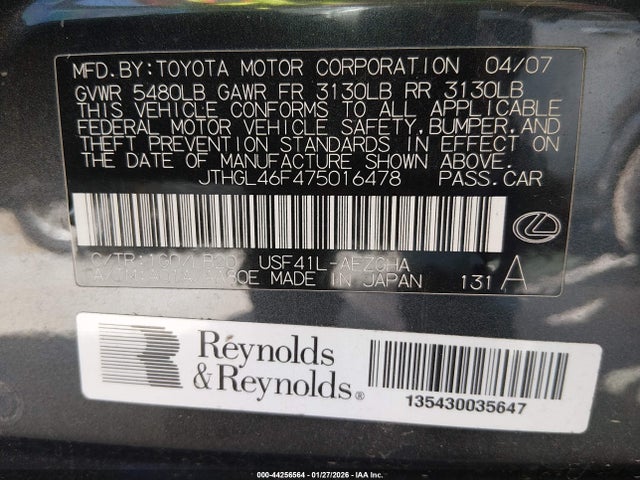 MFD.BY:TOYOTA MOTOR CORPORATION 04/07
GVWR 5480LB GAWR FR 3130LB RR 3130LB
THIS VEHICLE CONFORMS TO ALL APPLICABLE
FEDERAL MOTOR VEHICLE SAFETY,BUMPER,AND
THEFT PREVENTION STANDARDS IN EFFECT ON
THE DATE OF MANUFACTURE SHOWN ABOVE.
JTHGL46F475016478 PASS.CAR
C/TR:1G0/LB20 USF41L-AEZGHA
MADE IN JAPAN 131 A
Reynolds
& Reynolds®
135430035647
000-44256564 | 01/27/2026 - IAA Inc.